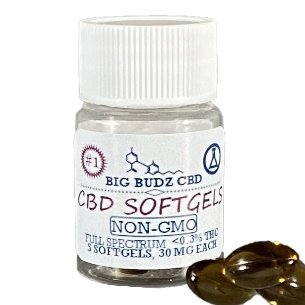 #1
BIG BUDZ CBD
CBD SOFTGELS
NON-GMO
FULL SPECTRUM <0.3% THC
5 SOFTGELS, 30 MG EACH